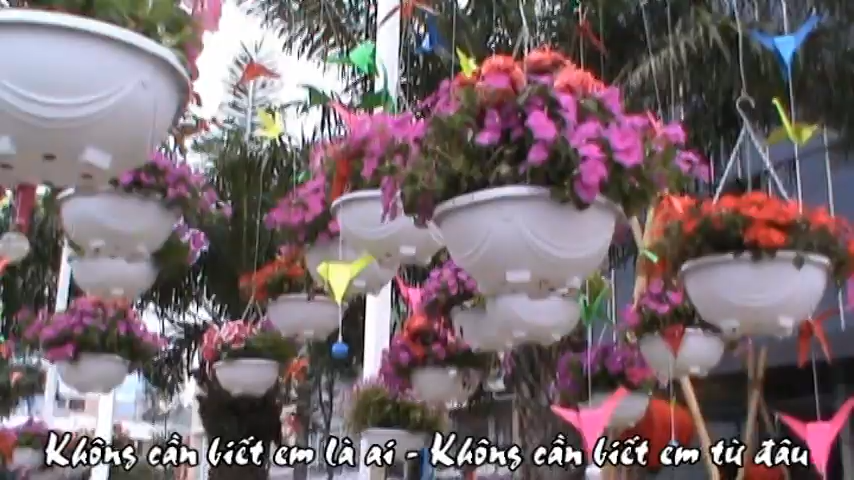 Không cần biết em là ai - Không cần biết em từ đâu